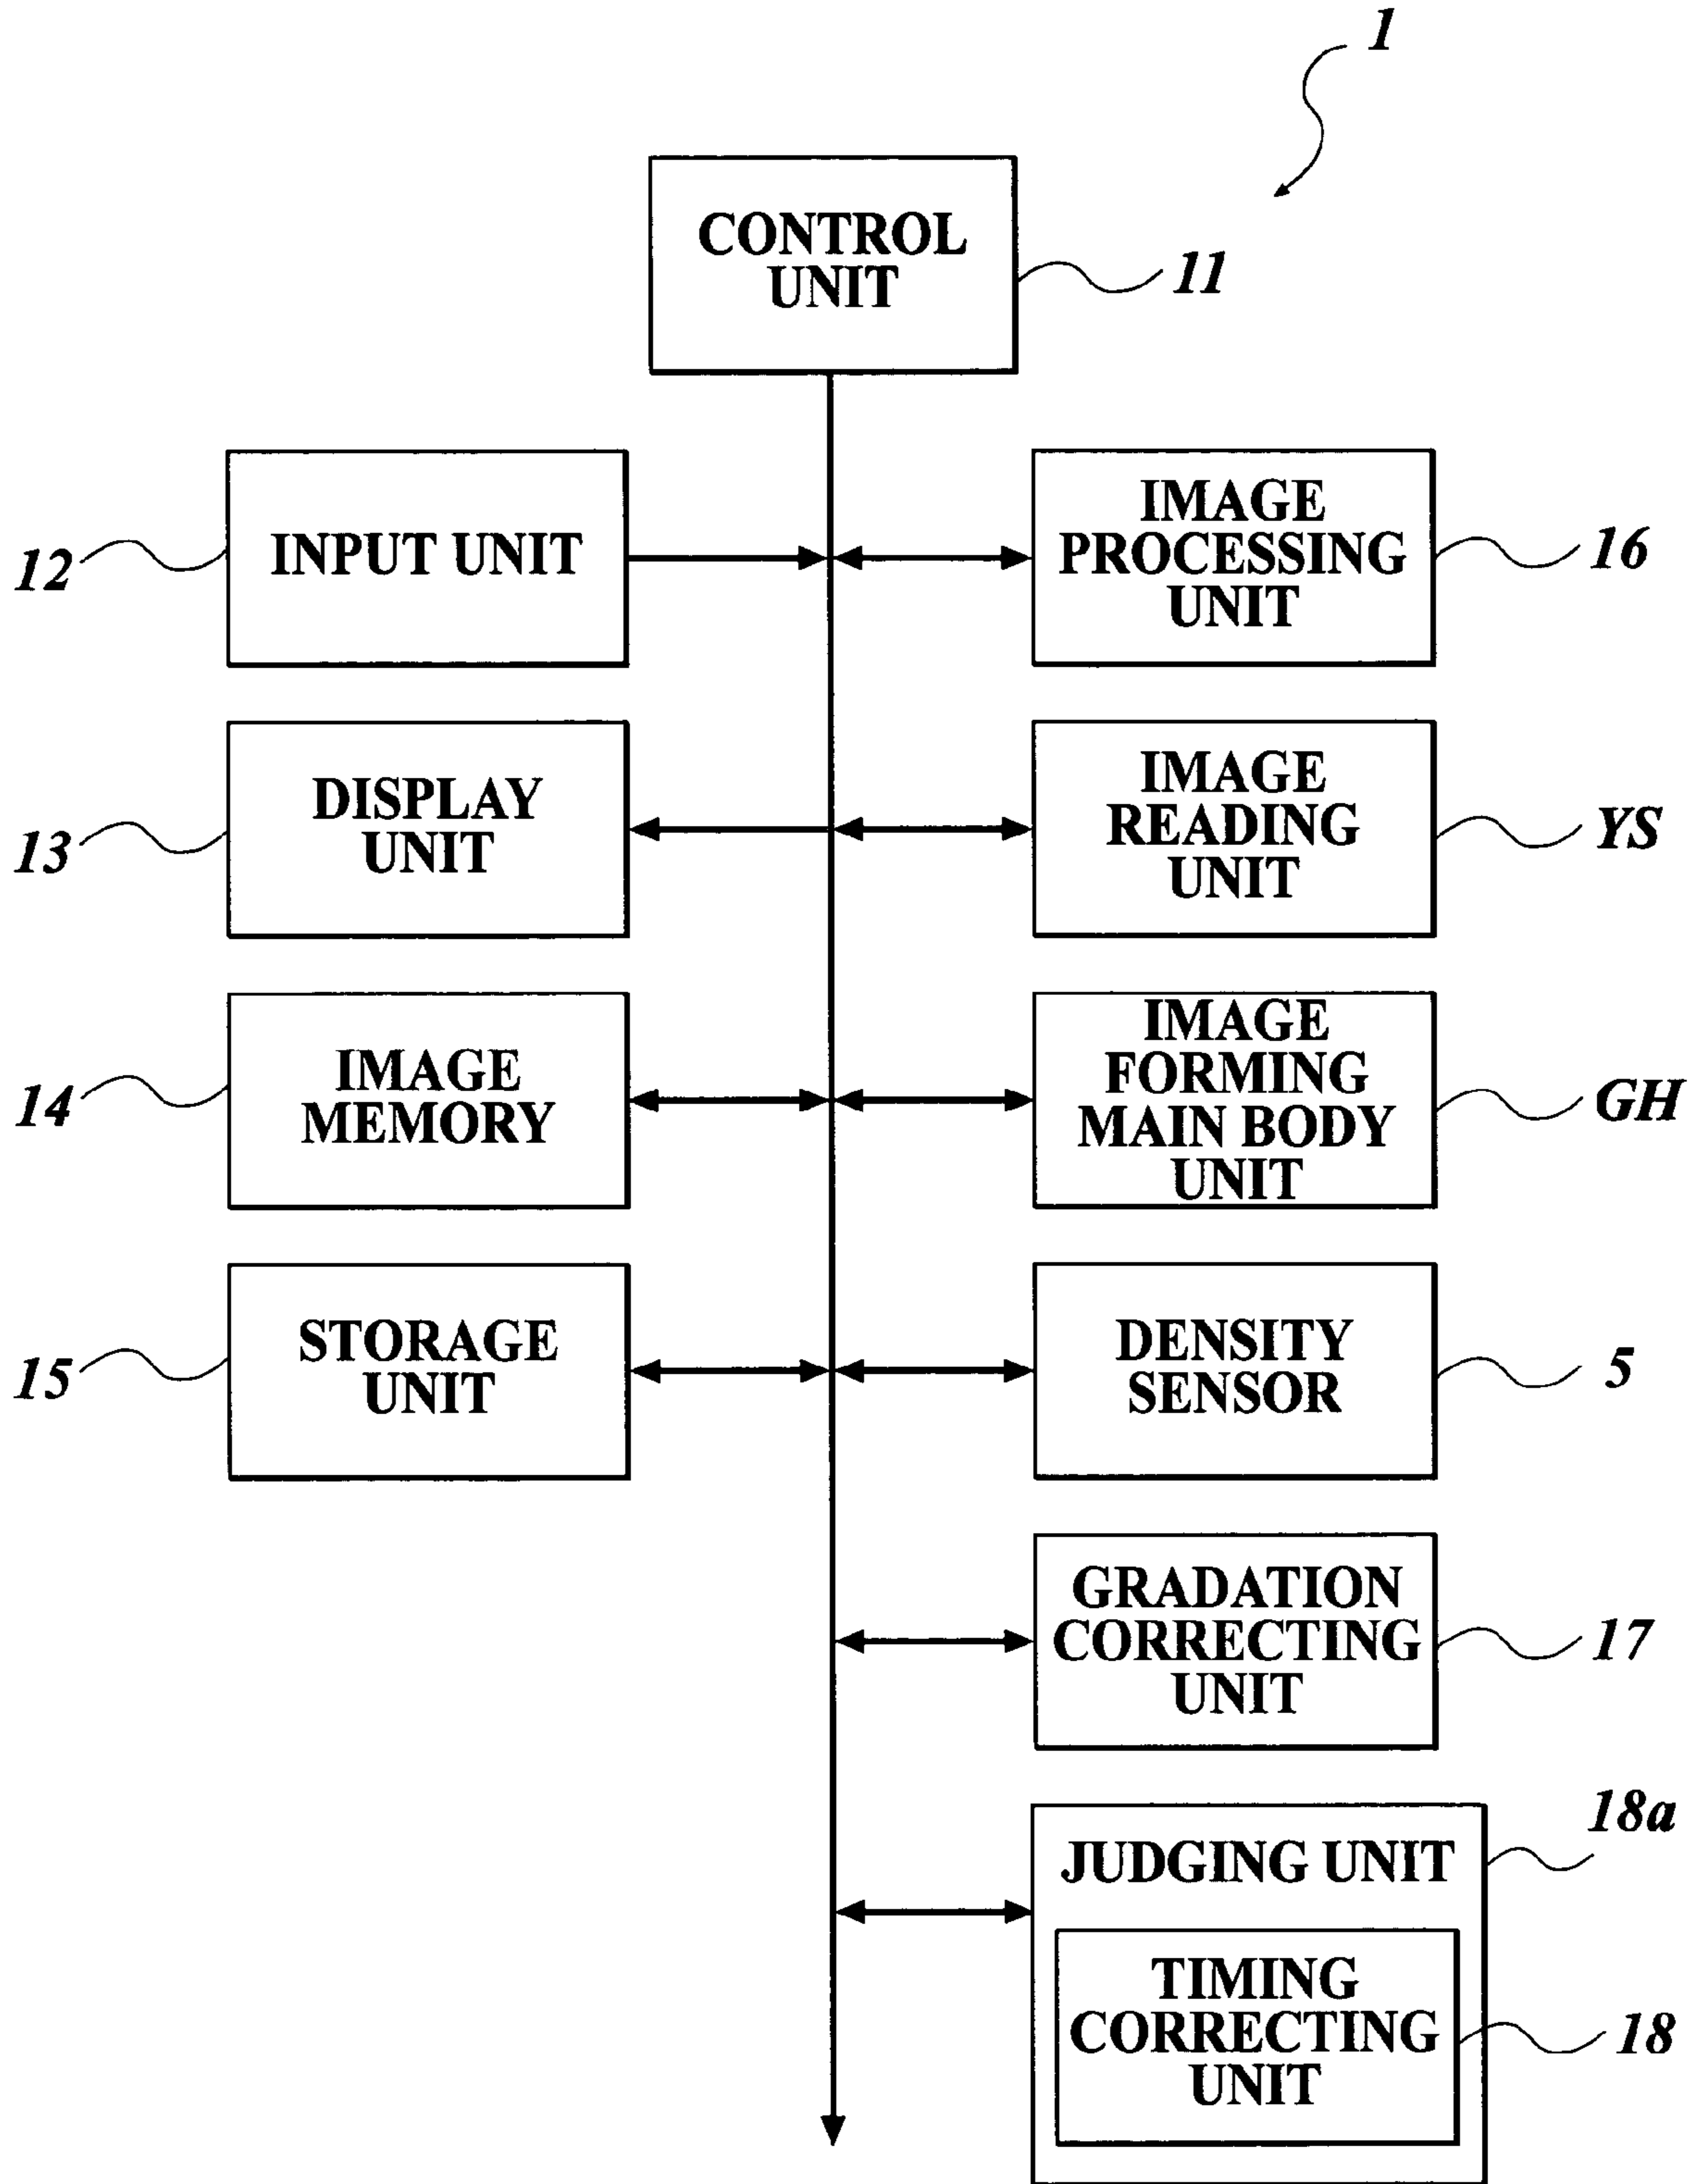 1
CONTROL
UNIT
11
INPUT UNIT
12
IMAGE
PROCESSING
UNIT
16
DISPLAY
UNIT
13
IMAGE
READING
UNIT
YS
IMAGE
MEMORY
14
IMAGE
FORMING
MAIN BODY
UNIT
GH
STORAGE
UNIT
15
DENSITY
SENSOR
5
GRADATION
CORRECTING
UNIT
17
JUDGING UNIT
18a
TIMING
CORRECTING
UNIT
18